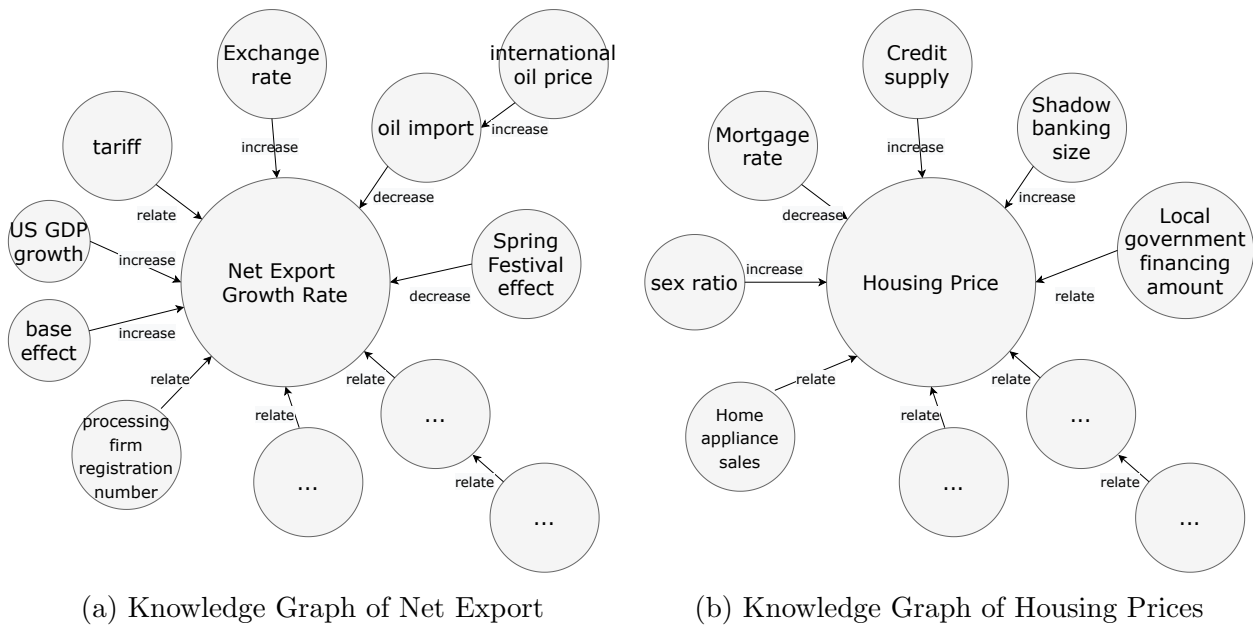 Exchange
rate
international
oil price
tariff
oil import
increase
increase
decrease
relate
US GDP
growth
increase
Net Export
Growth Rate
Spring
Festival
effect
decrease
base
effect
increase
relate
relate
relate
processing
firm
registration
number
...
...
relate
...
(a) Knowledge Graph of Net Export
Credit
supply
Shadow
banking
size
Mortgage
rate
increase
increase
decrease
Local
government
financing
amount
sex ratio
increase
Housing Price
relate
relate
relate
relate
Home
appliance
sales
...
...
relate
...
(b) Knowledge Graph of Housing Prices